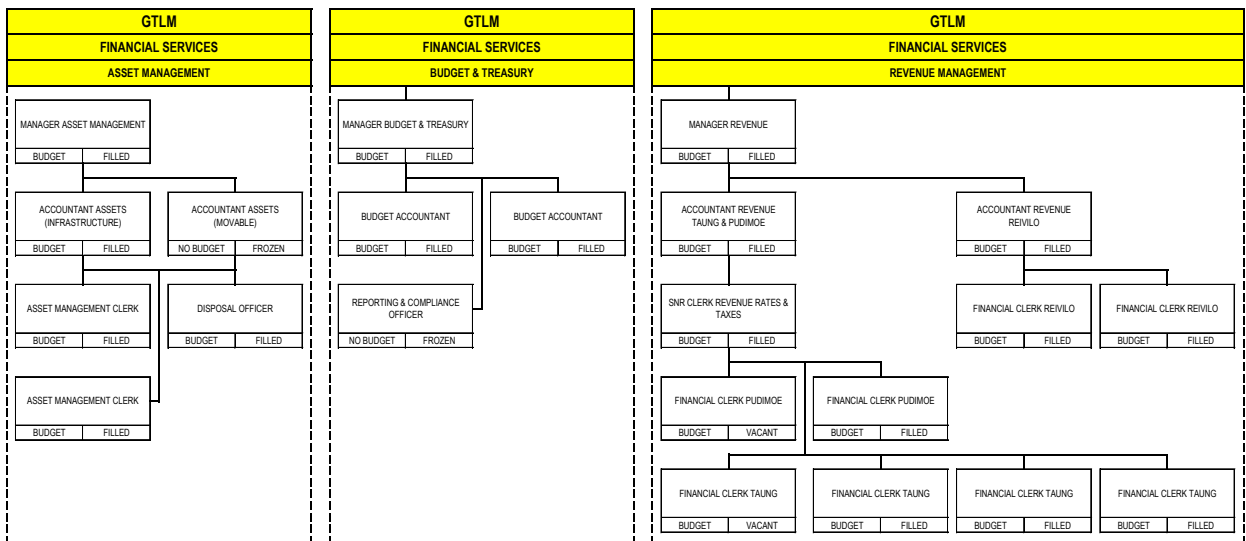 GTLM
FINANCIAL SERVICES
ASSET MANAGEMENT
MANAGER ASSET MANAGEMENT
BUDGET FILLED
ACCOUNTANT ASSETS
(INFRASTRUCTURE)
BUDGET FILLED
ACCOUNTANT ASSETS
(MOVABLE)
NO BUDGET FROZEN
ASSET MANAGEMENT CLERK
BUDGET FILLED
DISPOSAL OFFICER
BUDGET FILLED
ASSET MANAGEMENT CLERK
BUDGET FILLED
GTLM
FINANCIAL SERVICES
BUDGET & TREASURY
MANAGER BUDGET & TREASURY
BUDGET FILLED
BUDGET ACCOUNTANT
BUDGET FILLED
BUDGET ACCOUNTANT
BUDGET FILLED
REPORTING & COMPLIANCE
OFFICER
NO BUDGET FROZEN
GTLM
FINANCIAL SERVICES
REVENUE MANAGEMENT
MANAGER REVENUE
BUDGET FILLED
ACCOUNTANT REVENUE
TAUNG & PUDIMOE
BUDGET FILLED
ACCOUNTANT REVENUE
REIVILO
BUDGET FILLED
SNR CLERK REVENUE RATES &
TAXES
BUDGET FILLED
FINANCIAL CLERK REIVILO
BUDGET FILLED
FINANCIAL CLERK REIVILO
BUDGET FILLED
FINANCIAL CLERK PUDIMOE
BUDGET VACANT
FINANCIAL CLERK PUDIMOE
BUDGET FILLED
FINANCIAL CLERK TAUNG
BUDGET VACANT
FINANCIAL CLERK TAUNG
BUDGET FILLED
FINANCIAL CLERK TAUNG
BUDGET FILLED
FINANCIAL CLERK TAUNG
BUDGET FILLED